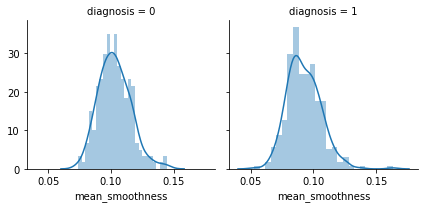 diagnosis = 0
diagnosis = 1
30
20
10
0
0.05
0.10
0.15
0.05
0.10
0.15
mean_smoothness
mean_smoothness